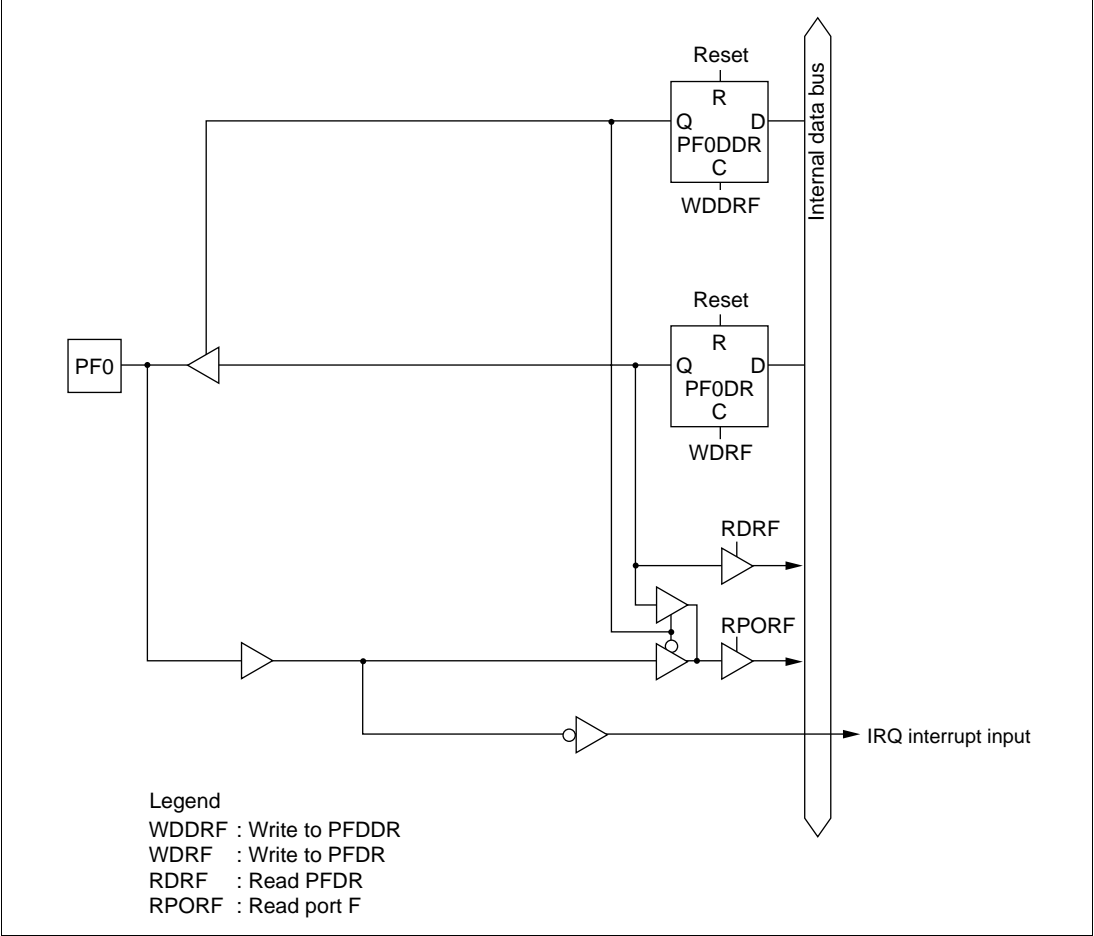 Reset
R
Q D
PF0DDR
C
WDDRF
Internal data bus
Reset
R
PF0
Q D
PF0DR
C
WDRF
RDRF
RPORF
IRQ interrupt input
Legend
WDDRF : Write to PFDDR
WDRF : Write to PFDR
RDRF : Read PFDR
RPORF : Read port F